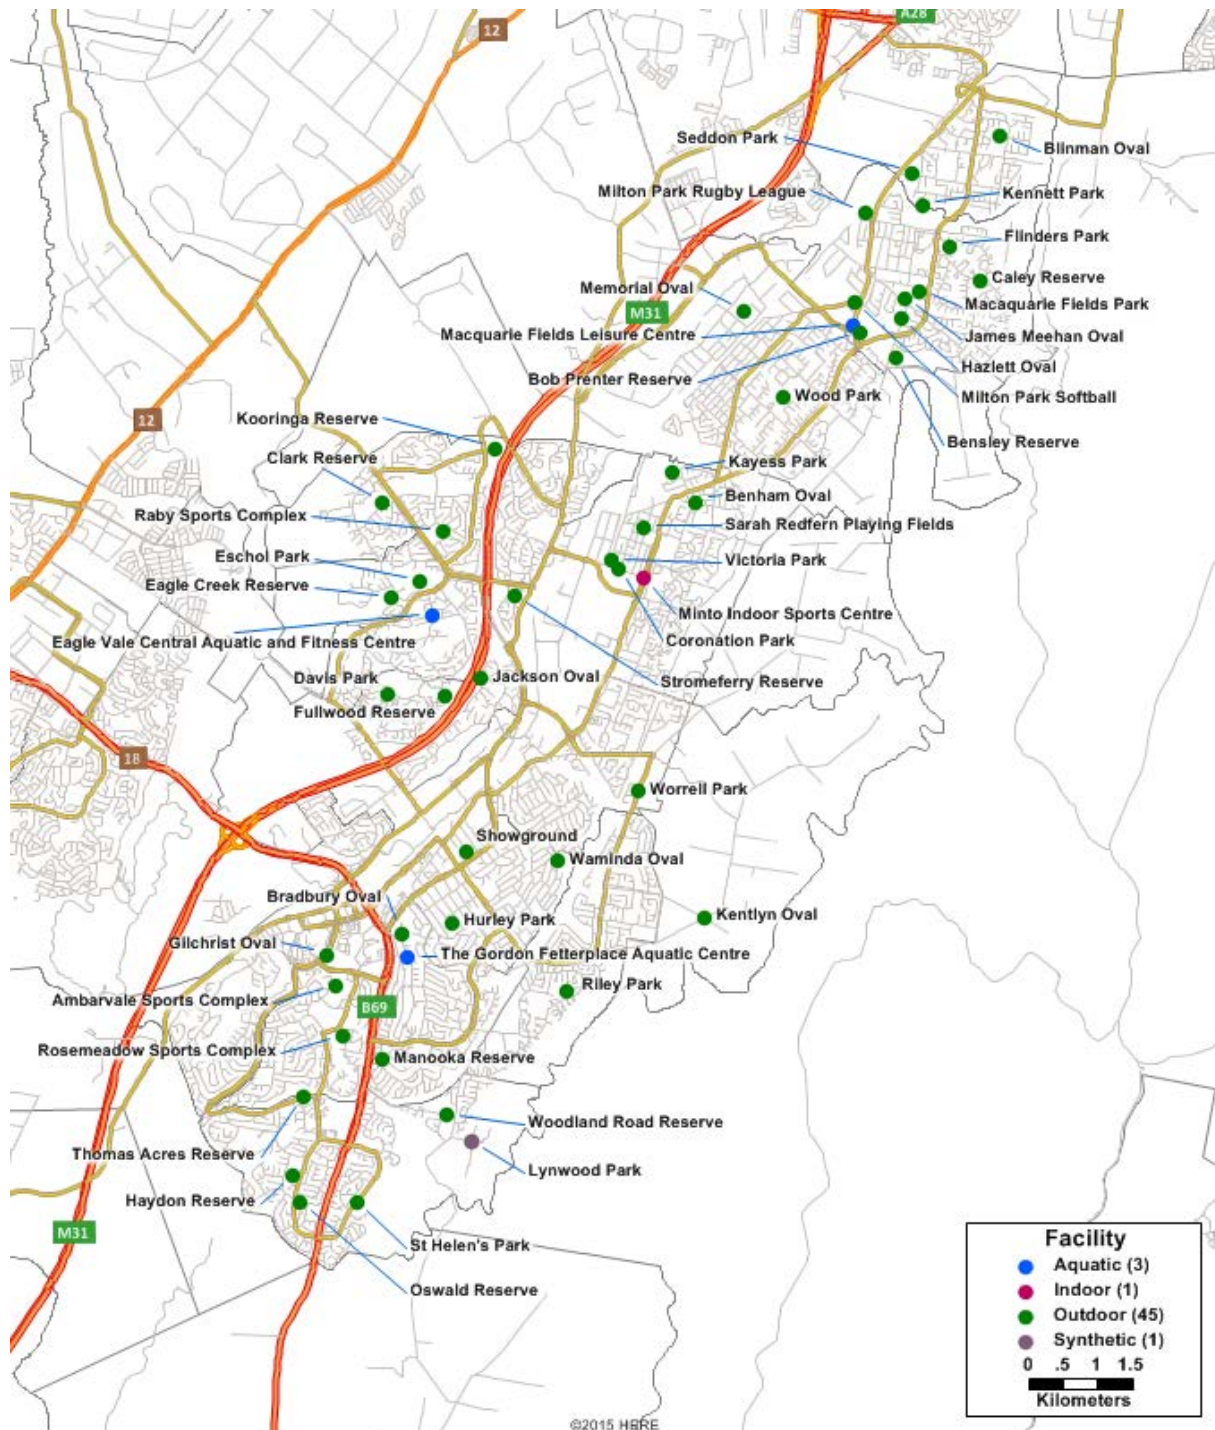 A28
12
Seddon Park
Blinman Oval
Milton Park Rugby League
Kennett Park
Flinders Park
Caley Reserve
Memorial Oval
Macaquarie Fields Park
M31
Macquarie Fields Leisure Centre
James Meehan Oval
Hazlett Oval
Bob Prenter Reserve
Wood Park
Milton Park Softball
12
Kooringa Reserve
Bensley Reserve
Clark Reserve
Kayess Park
Benham Oval
Raby Sports Complex
Sarah Redfern Playing Fields
Eschol Park
Victoria Park
Eagle Creek Reserve
Minto Indoor Sports Centre
Eagle Vale Central Aquatic and Fitness Centre
Coronation Park
Davis Park
Jackson Oval
Stromeferry Reserve
Fullwood Reserve
18
Worrell Park
Showground
Waminda Oval
Bradbury Oval
Hurley Park
Kentlyn Oval
Gilchrist Oval
The Gordon Fetterplace Aquatic Centre
Riley Park
Ambarvale Sports Complex
B69
Rosemeadow Sports Complex
Manooka Reserve
Woodland Road Reserve
Thomas Acres Reserve
Lynwood Park
Haydon Reserve
M31
St Helen's Park
Oswald Reserve
Facility
Aquatic (3)
Indoor (1)
Outdoor (45)
Synthetic (1)
0 .5 1 1.5
Kilometers
©2015 HERE